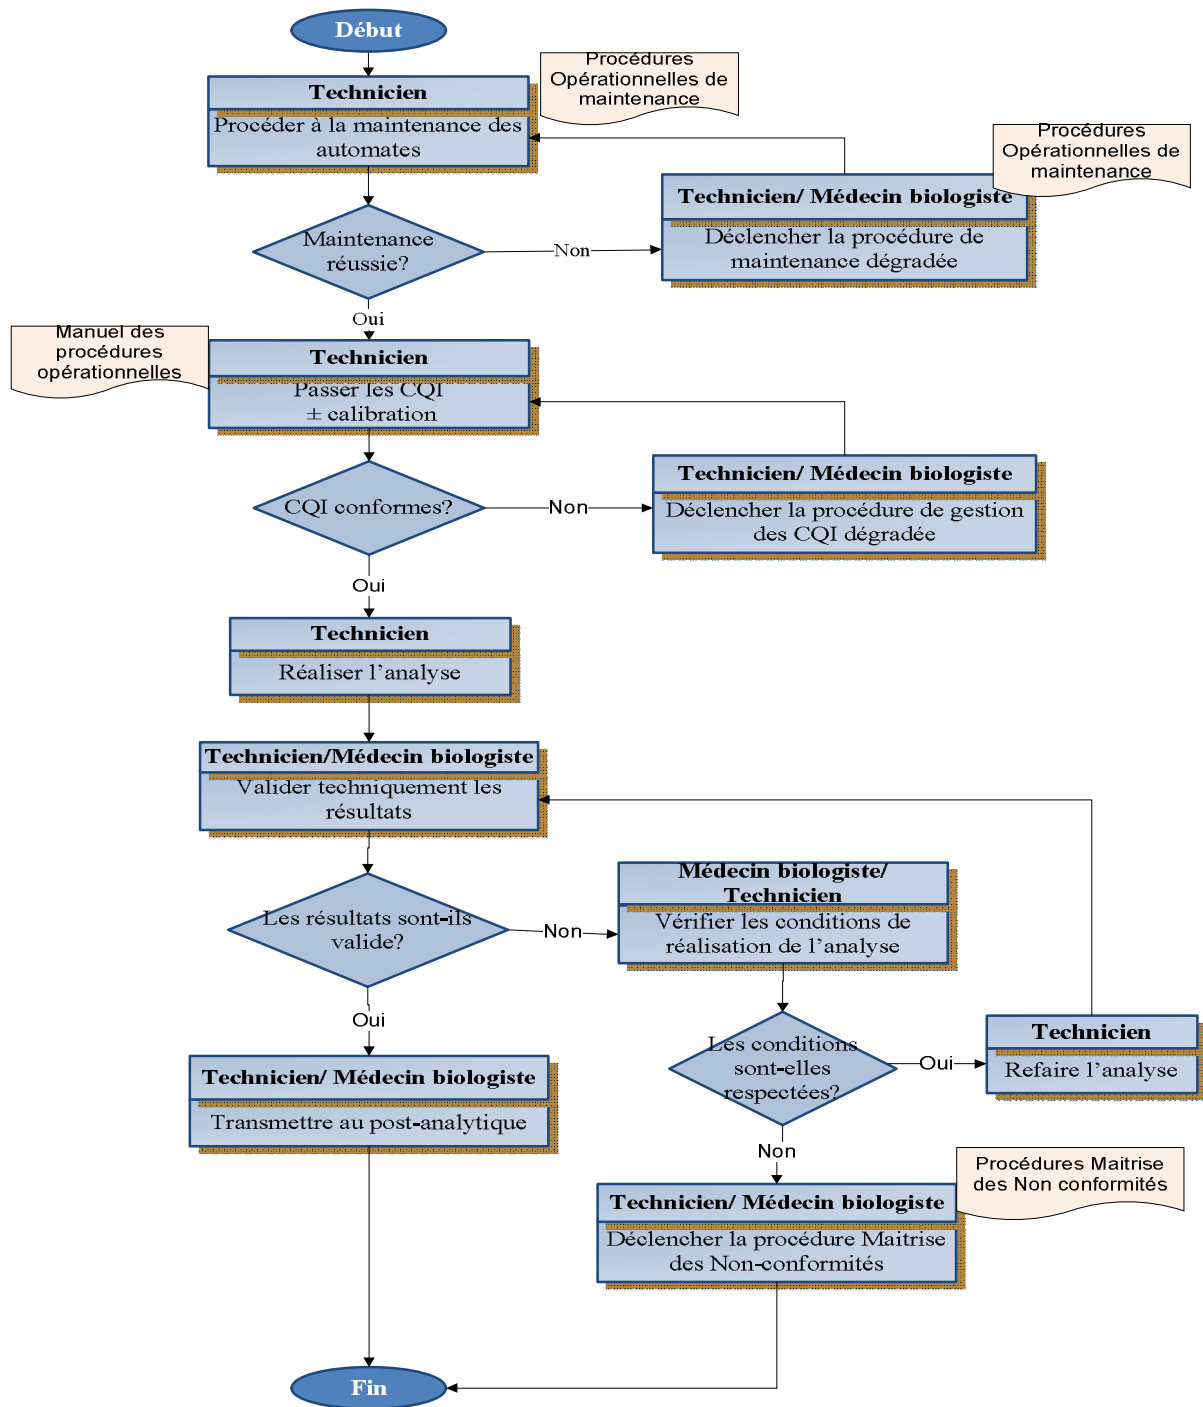 Début
Procédures
Opérationnelles de
maintenance
Technicien
Procéder à la maintenance des
automates
Procédures
Opérationnelles de
maintenance
Technicien/ Médecin biologiste
Déclencher la procédure de
maintenance dégradée
Maintenance
réussie?
Non
Oui
Manuel des
procédures
opérationnelles
Technicien
Passer les CQI
± calibration
Technicien/ Médecin biologiste
Déclencher la procédure de gestion
des CQI dégradée
CQI conformes?
Non
Oui
Technicien
Réaliser l’analyse
Technicien/Médecin biologiste
Valider techniquement les
résultats
Médecin biologiste/
Technicien
Vérifier les conditions de
réalisation de l’analyse
Les résultats sont-ils
valide?
Non
Oui
Les conditions
sont-elles
respectées?
Oui
Technicien
Refaire l’analyse
Technicien/ Médecin biologiste
Transmettre au post-analytique
Non
Procédures Maitrise
des Non conformités
Technicien/ Médecin biologiste
Déclencher la procédure Maitrise
des Non-conformités
Fin